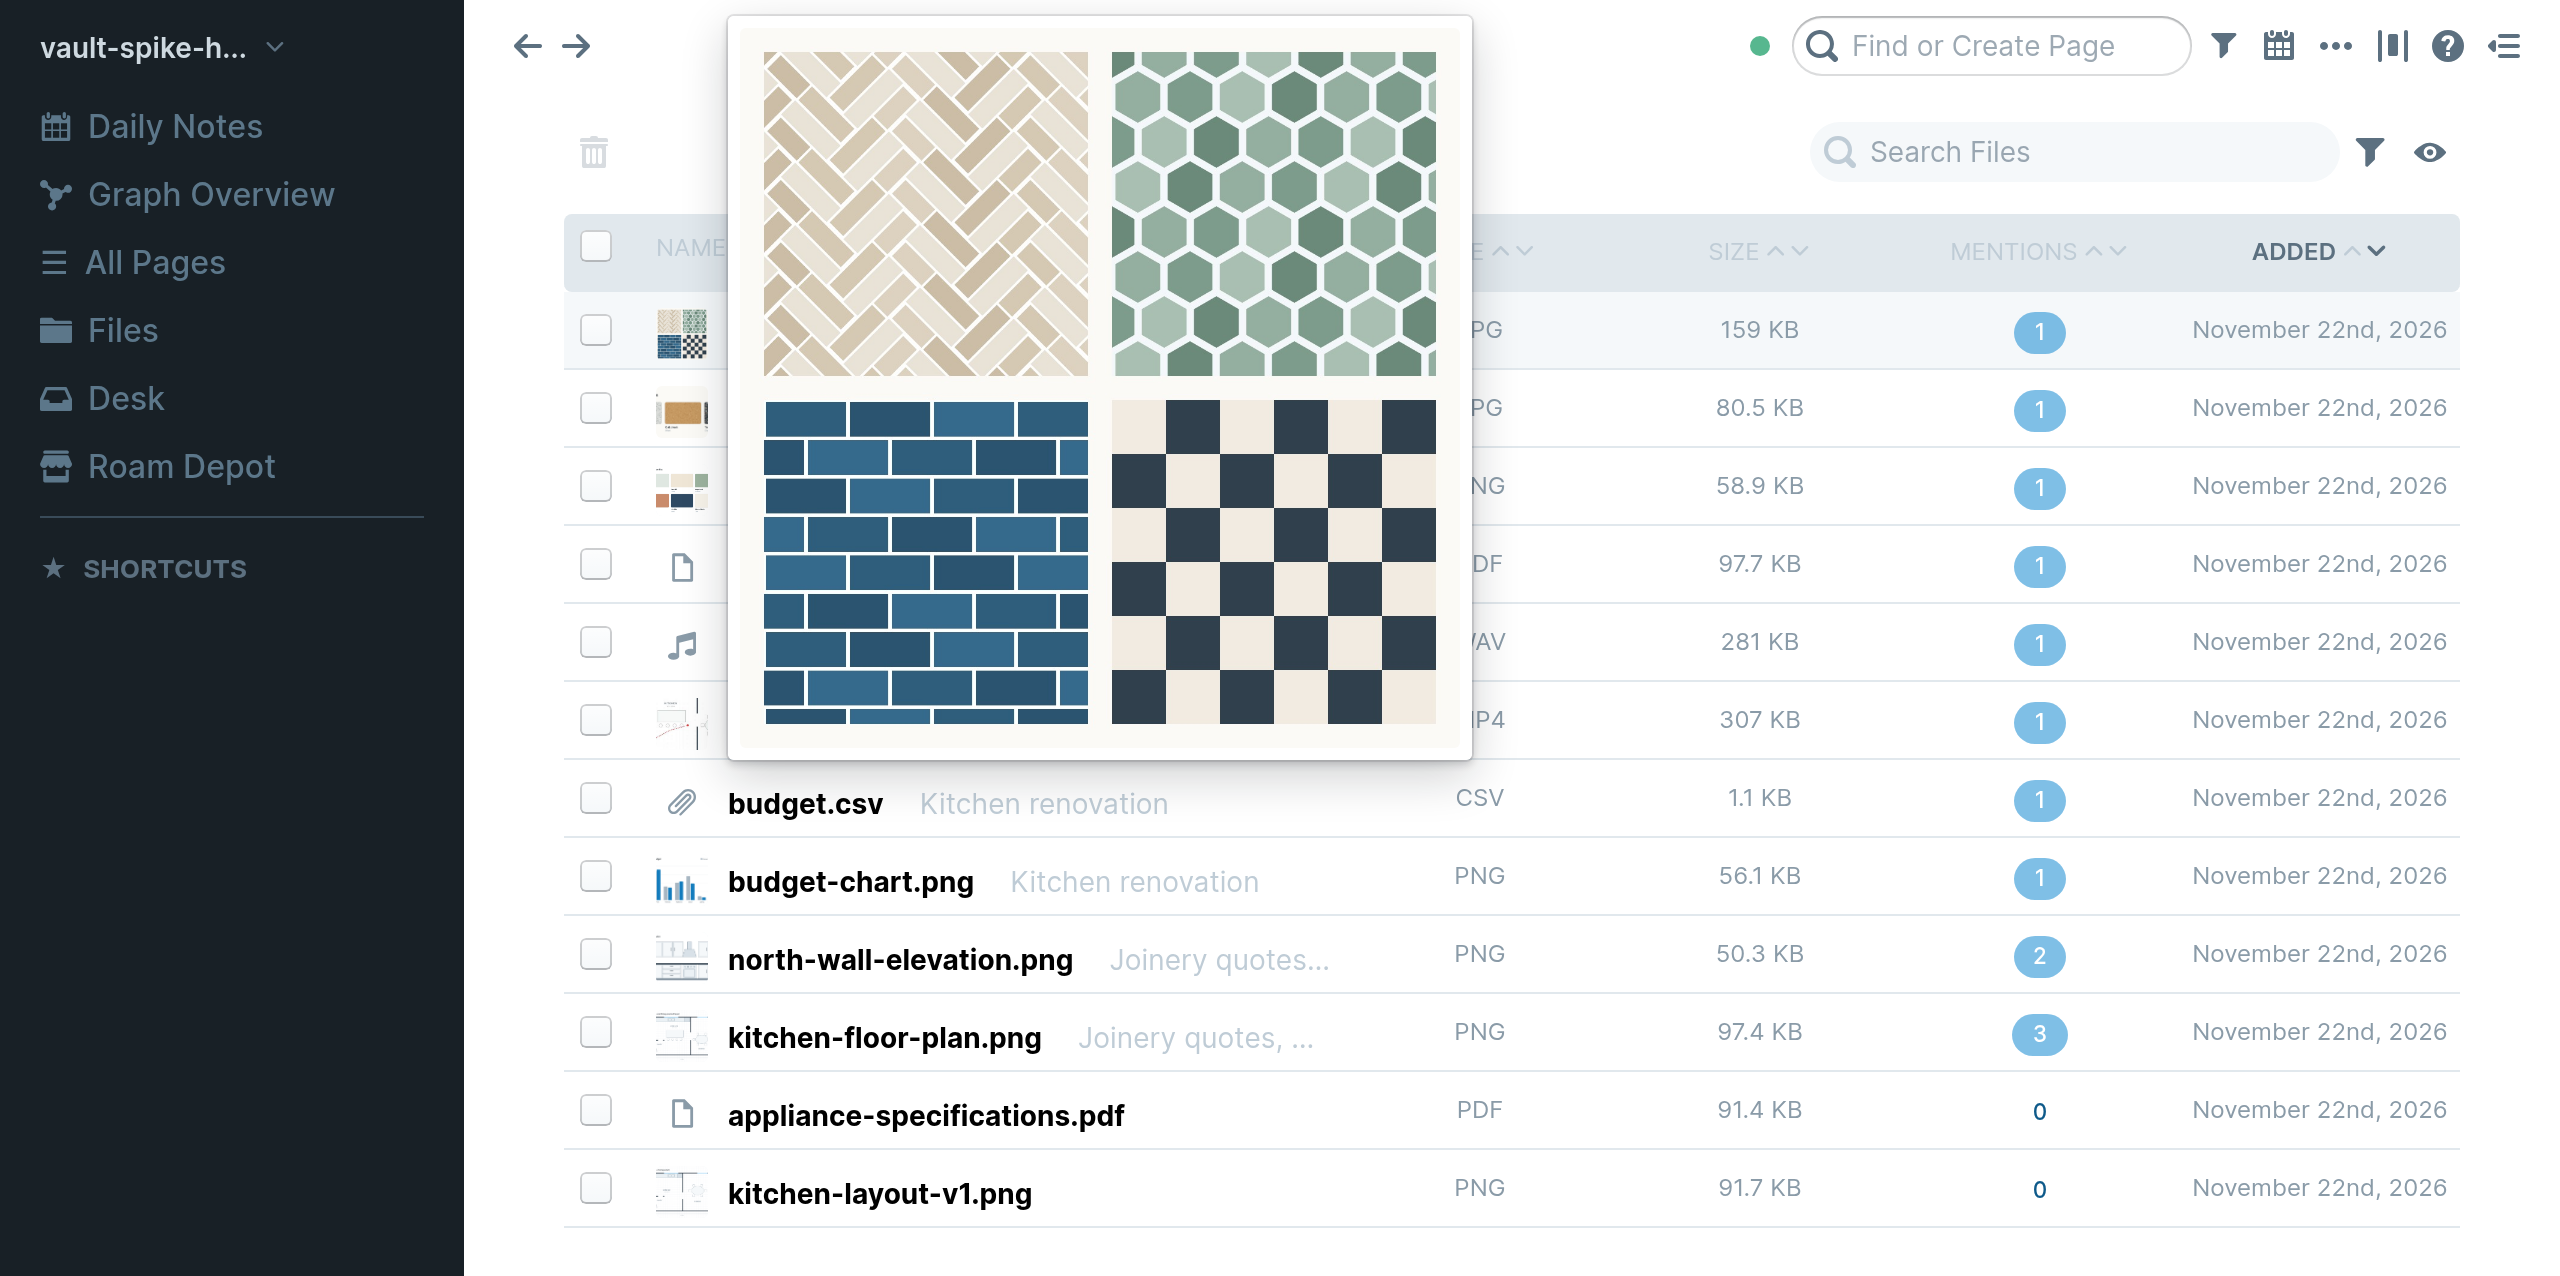 vault-spike-h...
Daily Notes
Graph Overview
All Pages
Files
Desk
Roam Depot
SHORTCUTS
Find or Create Page
Search Files
NAME SIZE MENTIONS ADDED
159 KB 1 November 22nd, 2026
80.5 KB 1 November 22nd, 2026
58.9 KB 1 November 22nd, 2026
97.7 KB 1 November 22nd, 2026
281 KB 1 November 22nd, 2026
307 KB 1 November 22nd, 2026
budget.csv Kitchen renovation CSV 1.1 KB 1 November 22nd, 2026
budget-chart.png Kitchen renovation PNG 56.1 KB 1 November 22nd, 2026
north-wall-elevation.png Joinery quotes... PNG 50.3 KB 2 November 22nd, 2026
kitchen-floor-plan.png Joinery quotes, ... PNG 97.4 KB 3 November 22nd, 2026
appliance-specifications.pdf PDF 91.4 KB 0 November 22nd, 2026
kitchen-layout-v1.png PNG 91.7 KB 0 November 22nd, 2026